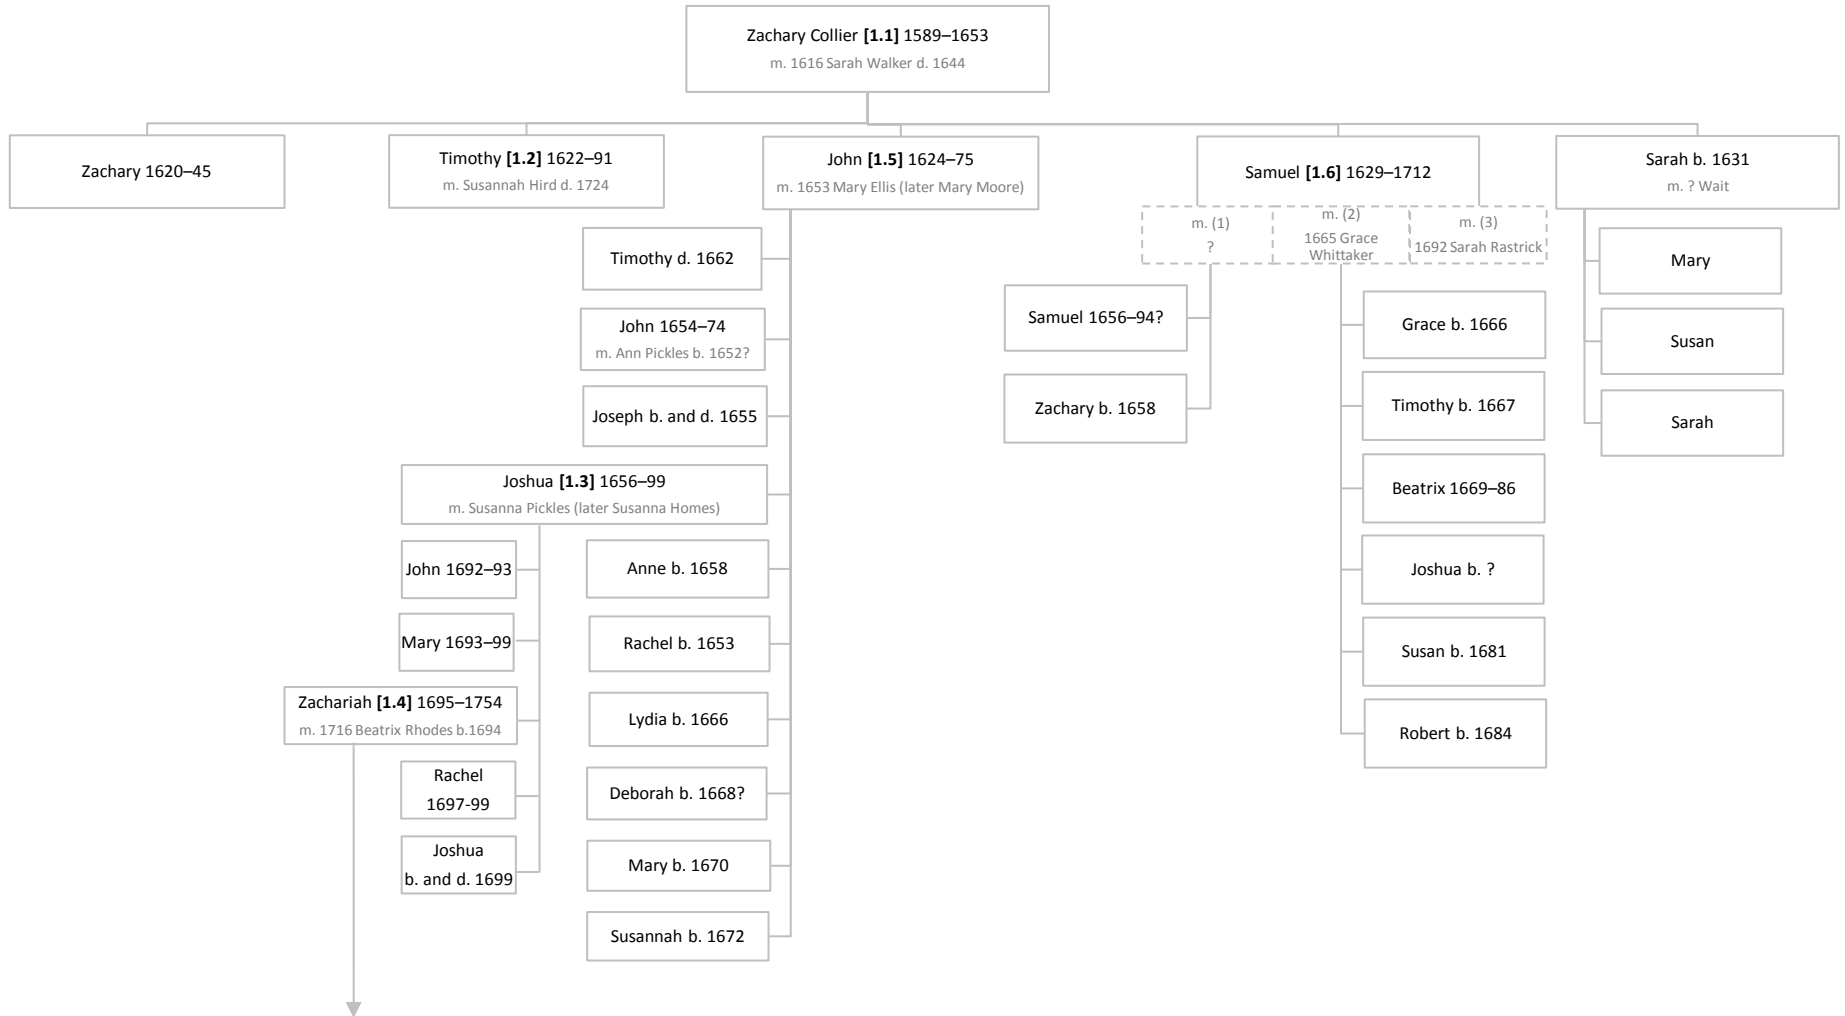 Zachary Collier [1.1] 1589–1653
m. 1616 Sarah Walker d. 1644
Zachary 1620–45
Timothy [1.2] 1622–91
m. Susannah Hird d. 1724
John [1.5] 1624–75
m. 1653 Mary Ellis (later Mary Moore)
Samuel [1.6] 1629–1712
m. (1)
?
m. (2)
1665 Grace
Whittaker
m. (3)
1692 Sarah Rastrick
Sarah b. 1631
m. ? Wait
Timothy d. 1662
John 1654–74
m. Ann Pickles b. 1652?
Joseph b. and d. 1655
Joshua [1.3] 1656–99
m. Susanna Pickles (later Susanna Homes)
John 1692–93
Mary 1693–99
Zachariah [1.4] 1695–1754
m. 1716 Beatrix Rhodes b.1694
Rachel
1697-99
Joshua
b. and d. 1699
Anne b. 1658
Rachel b. 1653
Lydia b. 1666
Deborah b. 1668?
Mary b. 1670
Susannah b. 1672
Samuel 1656–94?
Zachary b. 1658
Grace b. 1666
Timothy b. 1667
Beatrix 1669–86
Joshua b. ?
Susan b. 1681
Robert b. 1684
Mary
Susan
Sarah